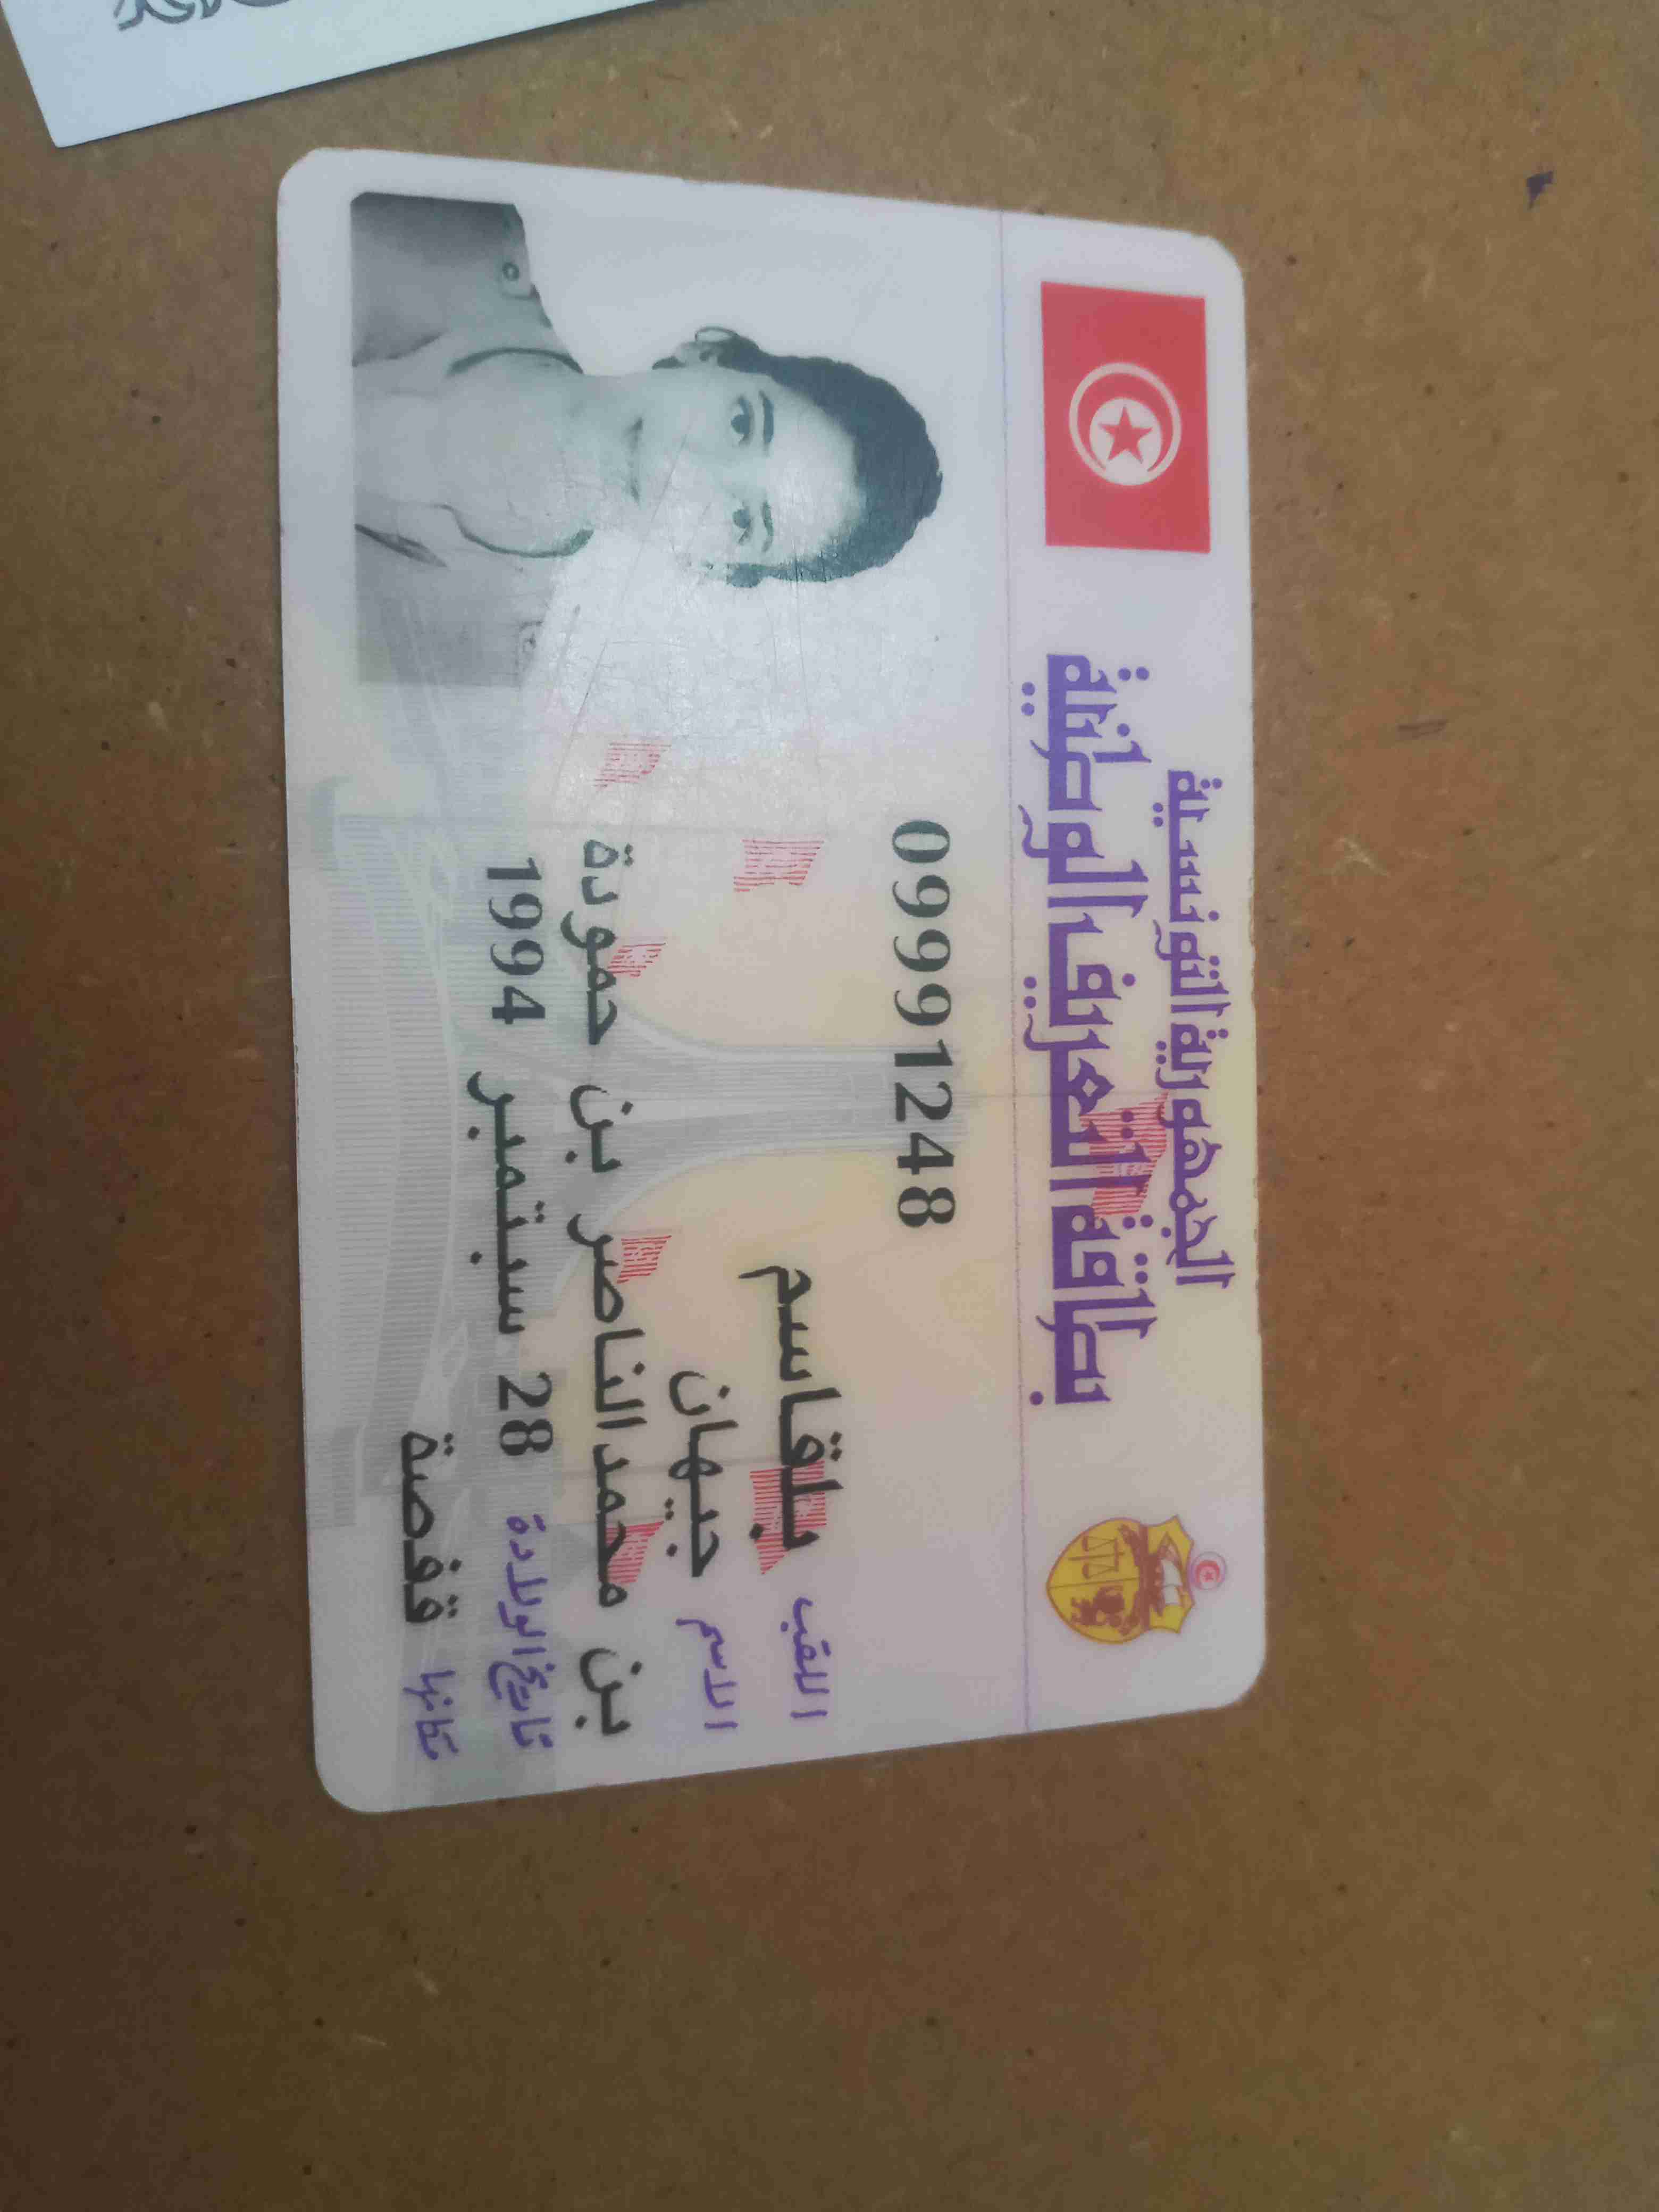 الجمهورية التونسية
بطاقة التعريف الوطنية
09991248
اللقب بلقاسم
الاسم جيهان
بن محمد الناصر بن حمودة
تاريخ الولادة 28 سبتمبر 1994
مكانها قفصة